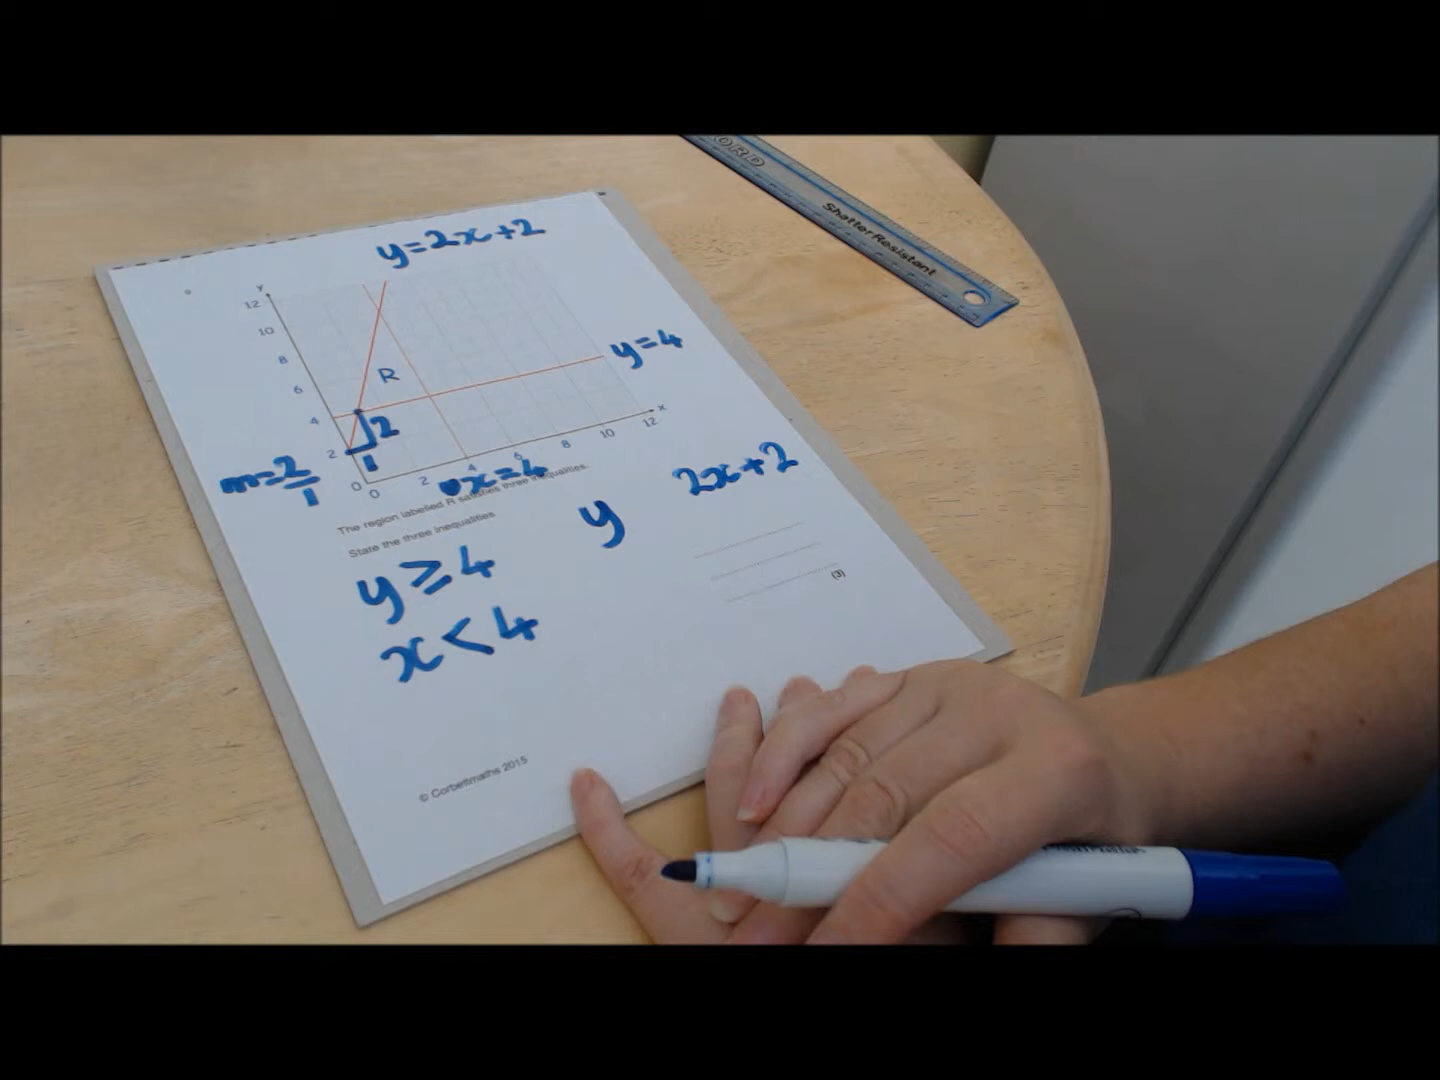 ORD
ShatterResistant
y=2x+2
y
12
10
8
6
4
2
0
0
2
4
6
8
10
12
x
R
y=4
2
1
m=2/1
x=4
The region labelled R satisfies three inequalities.
State the three inequalities
y 2x+2
y≥4
x<4
(3)
© Corbettmaths 2015